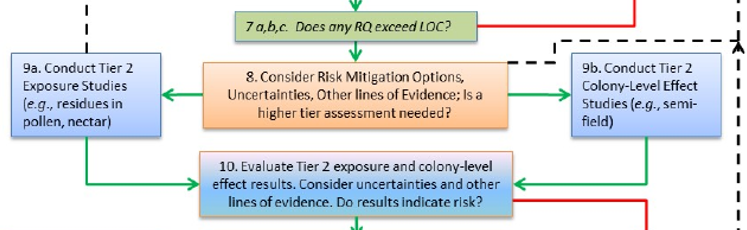 7 a,b,c. Does any RQ exceed LOC?
9a. Conduct Tier 2
Exposure Studies
(e.g., residues in
pollen, nectar)
8. Consider Risk Mitigation Options,
Uncertainties, Other lines of Evidence; Is a
higher tier assessment needed?
9b. Conduct Tier 2
Colony-Level Effect
Studies (e.g., semi-
field)
10. Evaluate Tier 2 exposure and colony-level
effect results. Consider uncertainties and other
lines of evidence. Do results indicate risk?